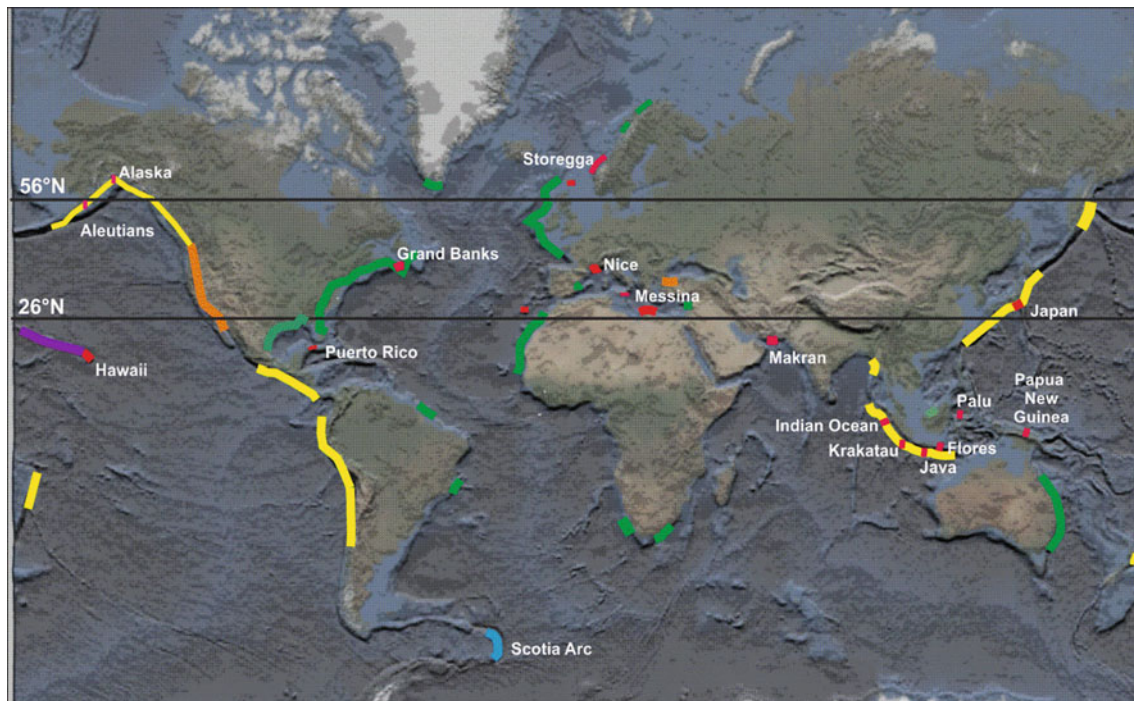 Alaska
56°N
Aleutians
Storegga
Grand Banks
Nice
Messina
26°N
Japan
Hawaii
Puerto Rico
Makran
Papua
New
Guinea
Palu
Indian Ocean
Krakatau
Flores
Java
Scotia Arc